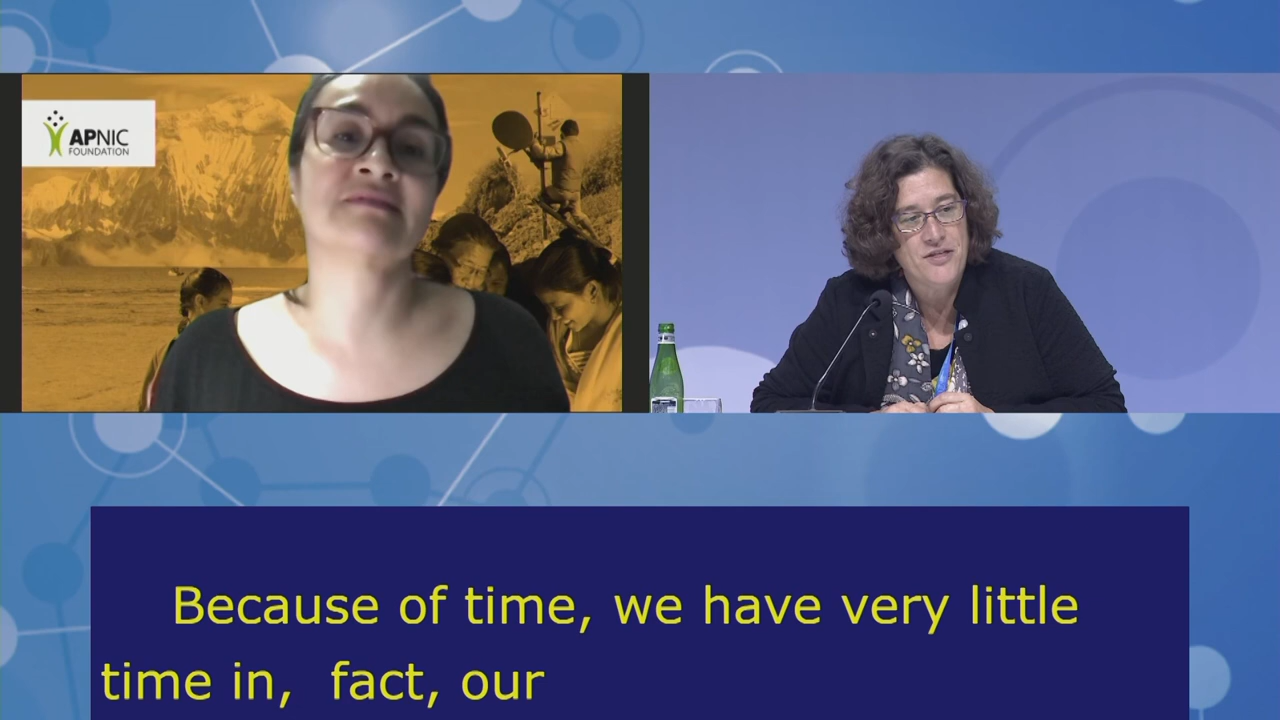 APNIC
FOUNDATION
Because of time, we have very little
time in, fact, our